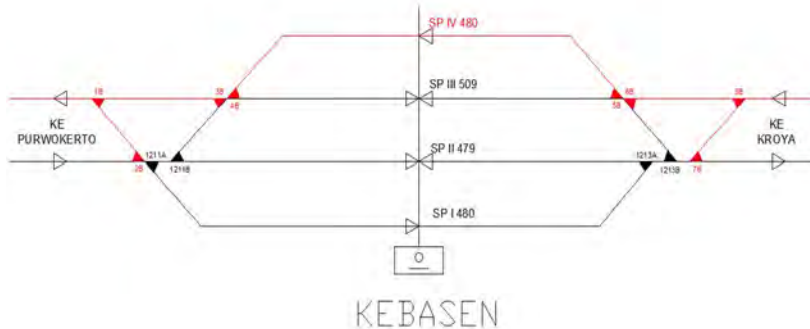 SP IV 480
1B
3B
4B
SP III 509
6B
5B
KE
PURWOKERTO
KE
KROYA
1211A
2B
1211B
SP II 479
1213A
1213B
7B
SP I 480
KEBASEN